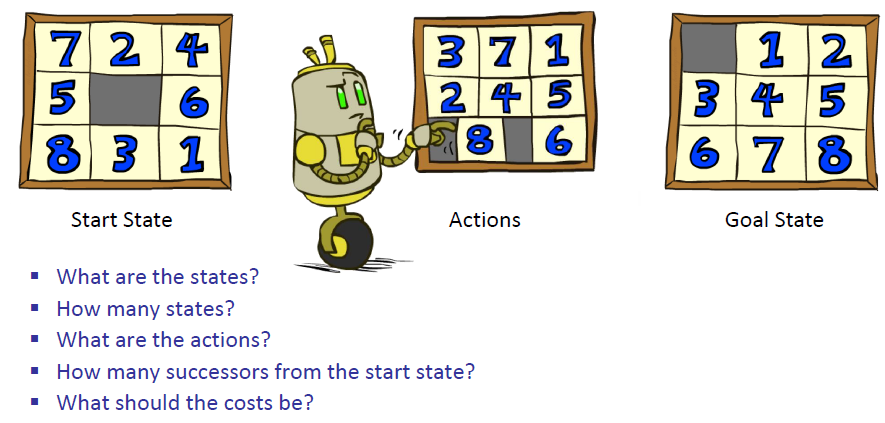 7 2 4
5 6
8 3 1
3 7 1
2 4 5
8 6
1 2
3 4 5
6 7 8
Start State
Actions
Goal State
▪ What are the states?
▪ How many states?
▪ What are the actions?
▪ How many successors from the start state?
▪ What should the costs be?